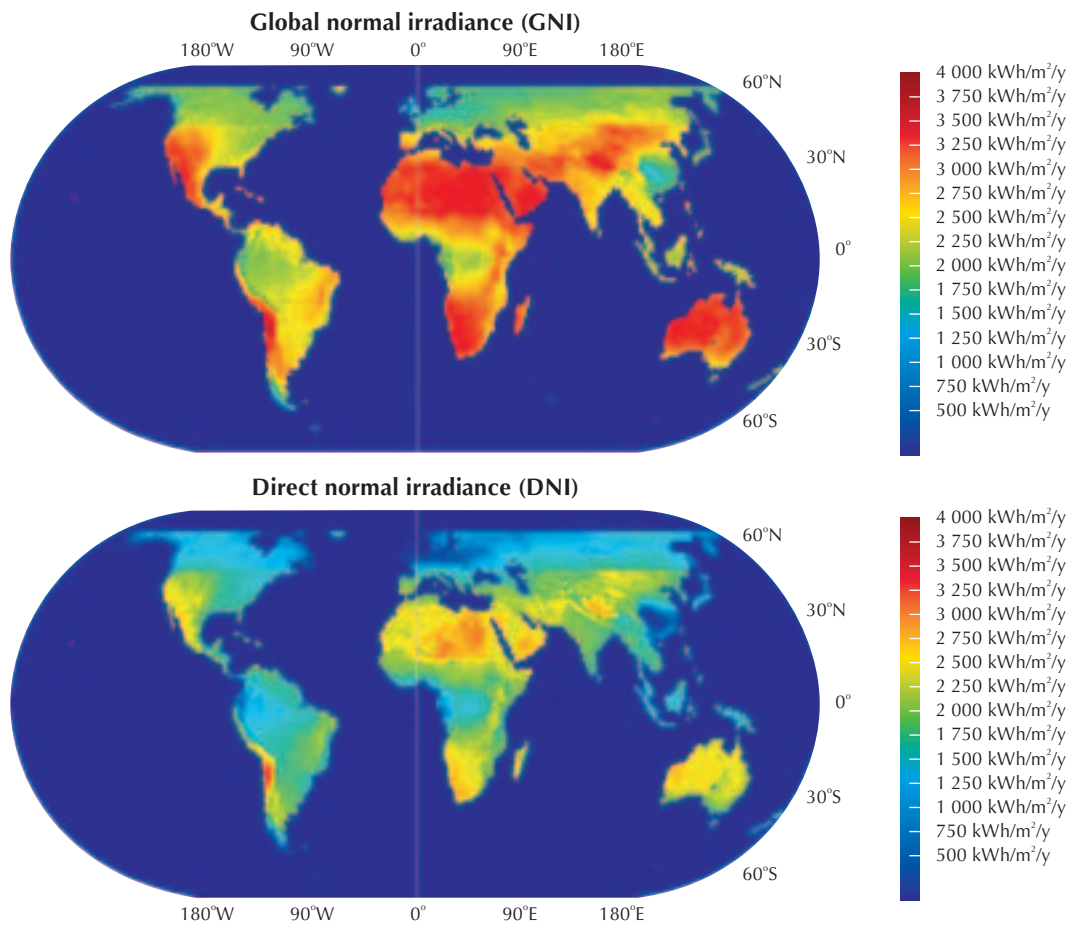 Global normal irradiance (GNI)
180°W 90°W 0° 90°E 180°E
60°N
30°N
0°
30°S
60°S
4 000 kWh/m²/y
3 750 kWh/m²/y
3 500 kWh/m²/y
3 250 kWh/m²/y
3 000 kWh/m²/y
2 750 kWh/m²/y
2 500 kWh/m²/y
2 250 kWh/m²/y
2 000 kWh/m²/y
1 750 kWh/m²/y
1 500 kWh/m²/y
1 250 kWh/m²/y
1 000 kWh/m²/y
750 kWh/m²/y
500 kWh/m²/y
Direct normal irradiance (DNI)
60°N
30°N
0°
30°S
60°S
180°W 90°W 0° 90°E 180°E
4 000 kWh/m²/y
3 750 kWh/m²/y
3 500 kWh/m²/y
3 250 kWh/m²/y
3 000 kWh/m²/y
2 750 kWh/m²/y
2 500 kWh/m²/y
2 250 kWh/m²/y
2 000 kWh/m²/y
1 750 kWh/m²/y
1 500 kWh/m²/y
1 250 kWh/m²/y
1 000 kWh/m²/y
750 kWh/m²/y
500 kWh/m²/y